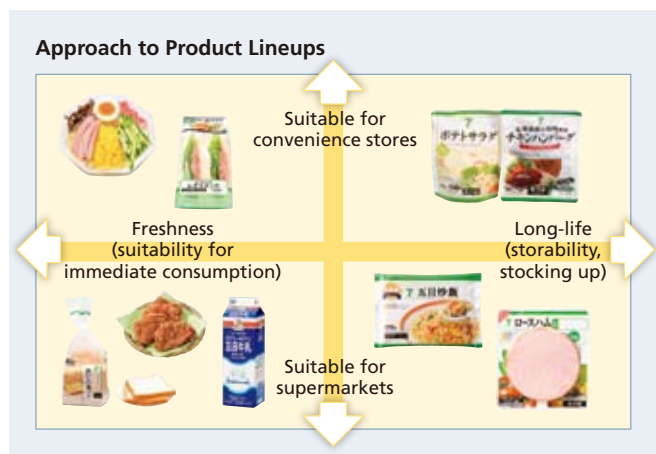 Approach to Product Lineups
Suitable for
convenience stores
ポテトサラダ
チキンハンバーグ
Freshness
(suitability for
immediate consumption)
Long-life
(storability,
stocking up)
五目炒飯
ロースハム
Suitable for
supermarkets